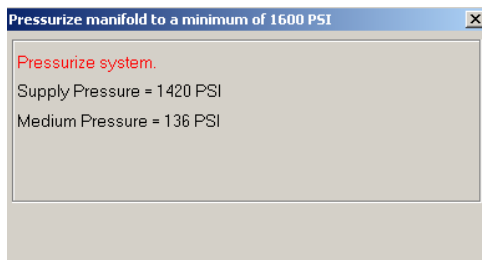 Pressurize manifold to a minimum of 1600 PSI
Pressurize system.
Supply Pressure = 1420 PSI
Medium Pressure = 136 PSI